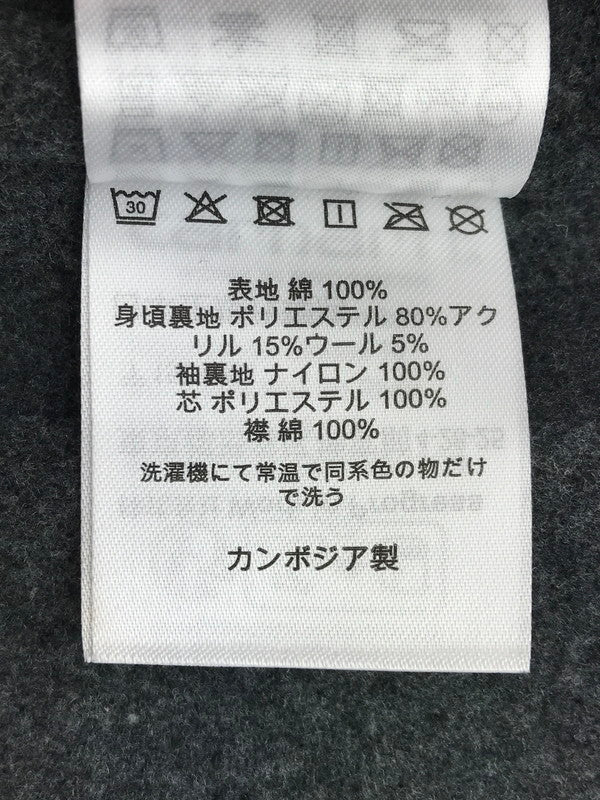 30
表地 綿 100%
身頃裏地 ポリエステル 80%アク
リル 15%ウール 5%
袖裏地 ナイロン 100%
芯 ポリエステル 100%
襟 綿 100%
洗濯機にて常温で同系色の物だけ
で洗う
カンボジア製